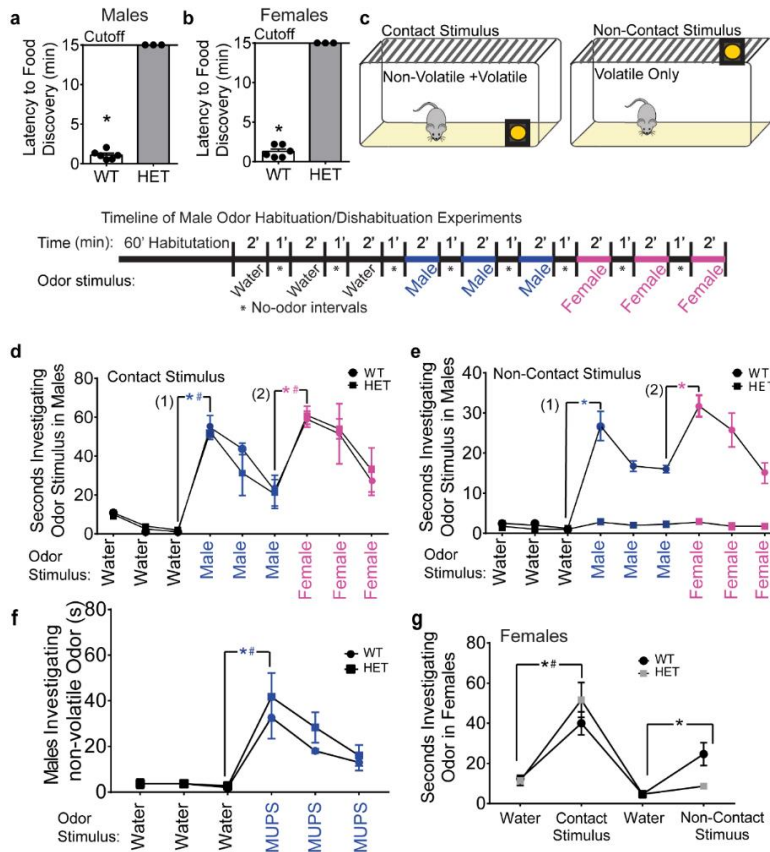 a Males
Cutoff
15
10
5
0
Latency to Food
Discovery (min)
*
WT HET
b Females
Cutoff
15
10
5
0
Latency to Food
Discovery (min)
*
WT HET
c
Contact Stimulus
Non-Volatile +Volatile
Non-Contact Stimulus
Volatile Only
Timeline of Male Odor Habituation/Dishabituation Experiments
Time (min): 60' Habitutation 2' 1' 2' 1' 2' 1' 2' 1' 2' 1' 2' 1' 2' 1' 2' 1' 2'
Odor stimulus: Water * Water * Water * Male * Male * Male * Female * Female * Female
* No-odor intervals
d
Contact Stimulus
WT
HET
(1) *# (2) *#
80
60
40
20
0
Seconds Investigating
Odor Stimulus in Males
Odor
Stimulus:
Water Water Water Male Male Male Female Female Female
e
Non-Contact Stimulus
WT
HET
(1) * (2) *
40
30
20
10
0
Seconds Investigating
Odor Stimulus in Males
Odor
Stimulus:
Water Water Water Male Male Male Female Female Female
f
WT
HET
*#
80
60
40
20
0
Males Investigating
non-volatile Odor (s)
Odor
Stimulus:
Water Water Water MUPS MUPS MUPS
g Females
WT
HET
*# *
80
60
40
20
0
Seconds Investigating
Odor in Females
Water Contact Water Non-Contact
Stimulus Stimuus